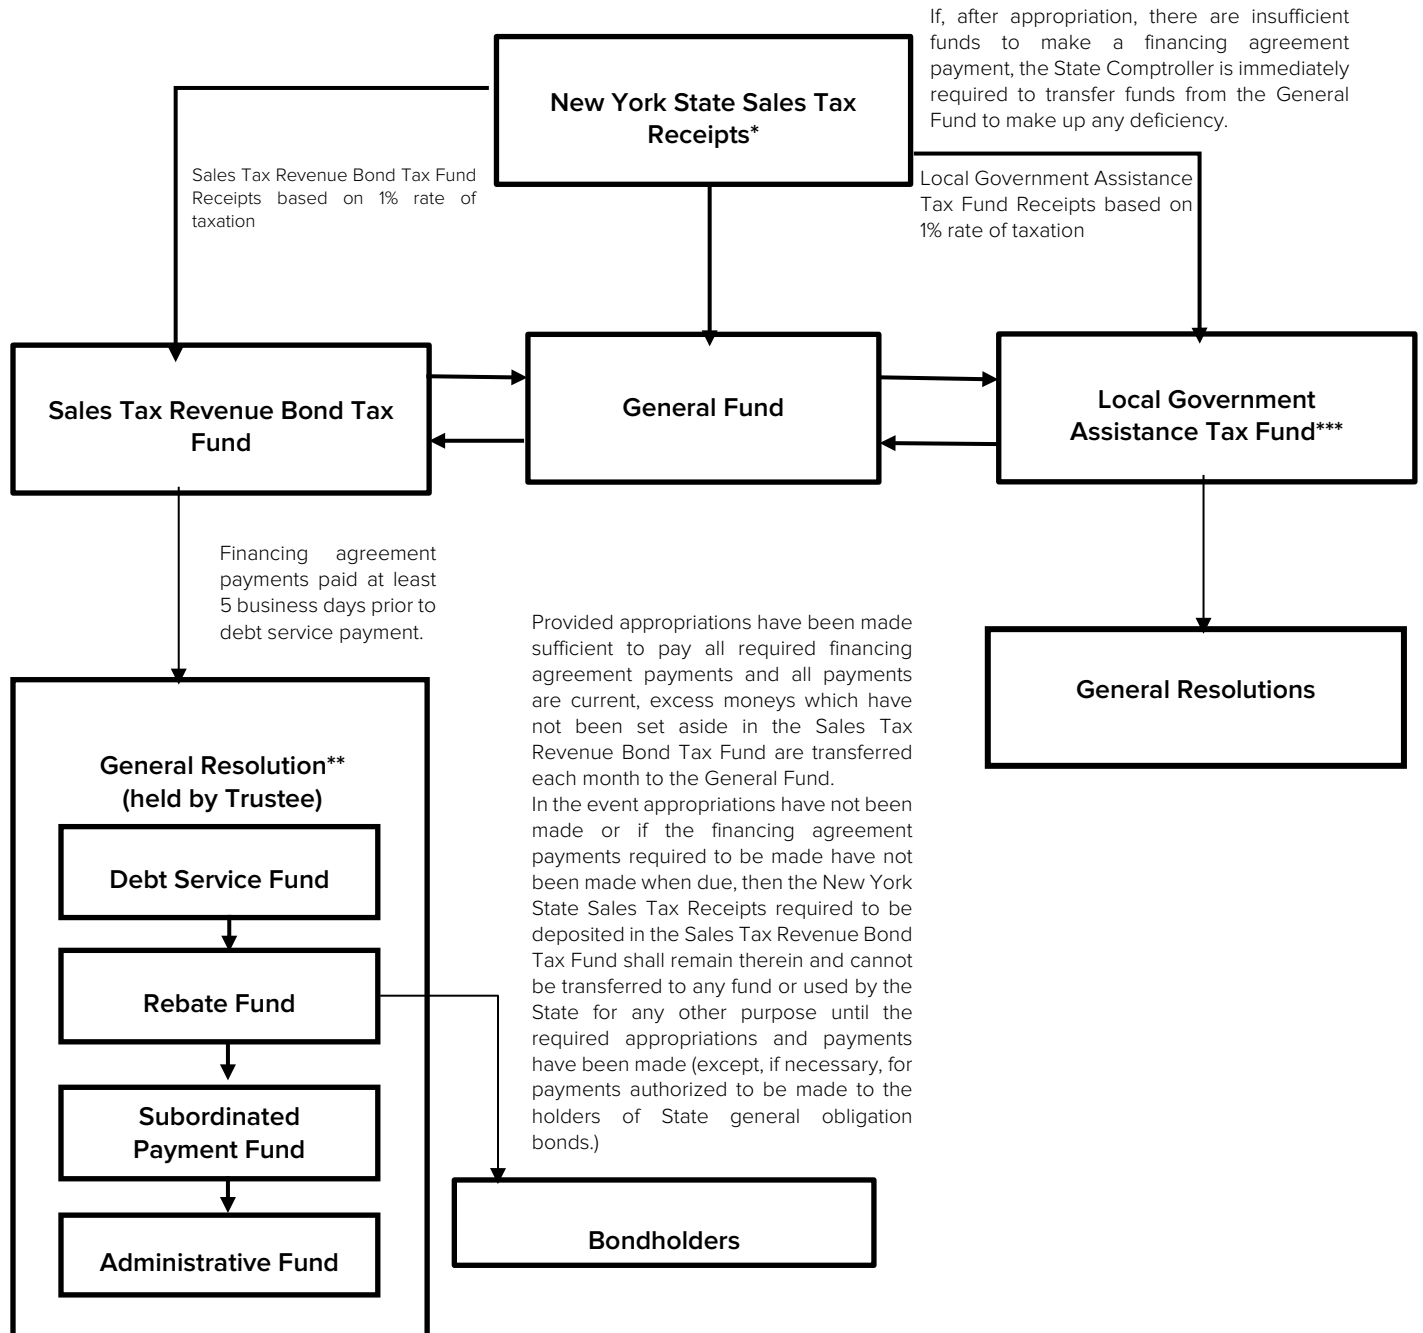 If, after appropriation, there are insufficient
funds to make a financing agreement
payment, the State Comptroller is immediately
required to transfer funds from the General
Fund to make up any deficiency.
New York State Sales Tax
Receipts*
Sales Tax Revenue Bond Tax Fund
Receipts based on 1% rate of
taxation
Local Government Assistance
Tax Fund Receipts based on
1% rate of taxation
Sales Tax Revenue Bond Tax
Fund
General Fund
Local Government
Assistance Tax Fund***
Financing agreement
payments paid at least
5 business days prior to
debt service payment.
Provided appropriations have been made
sufficient to pay all required financing
agreement payments and all payments
are current, excess moneys which have
not been set aside in the Sales Tax
Revenue Bond Tax Fund are transferred
each month to the General Fund.
In the event appropriations have not been
made or if the financing agreement
payments required to be made have not
been made when due, then the New York
State Sales Tax Receipts required to be
deposited in the Sales Tax Revenue Bond
Tax Fund shall remain therein and cannot
be transferred to any fund or used by the
State for any other purpose until the
required appropriations and payments
have been made (except, if necessary, for
payments authorized to be made to the
holders of State general obligation
bonds.)
General Resolutions
General Resolution**
(held by Trustee)
Debt Service Fund
Rebate Fund
Subordinated
Payment Fund
Administrative Fund
Bondholders